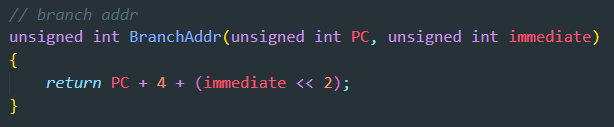 // branch addr
unsigned int BranchAddr(unsigned int PC, unsigned int immediate)
{
    return PC + 4 + (immediate << 2);
}